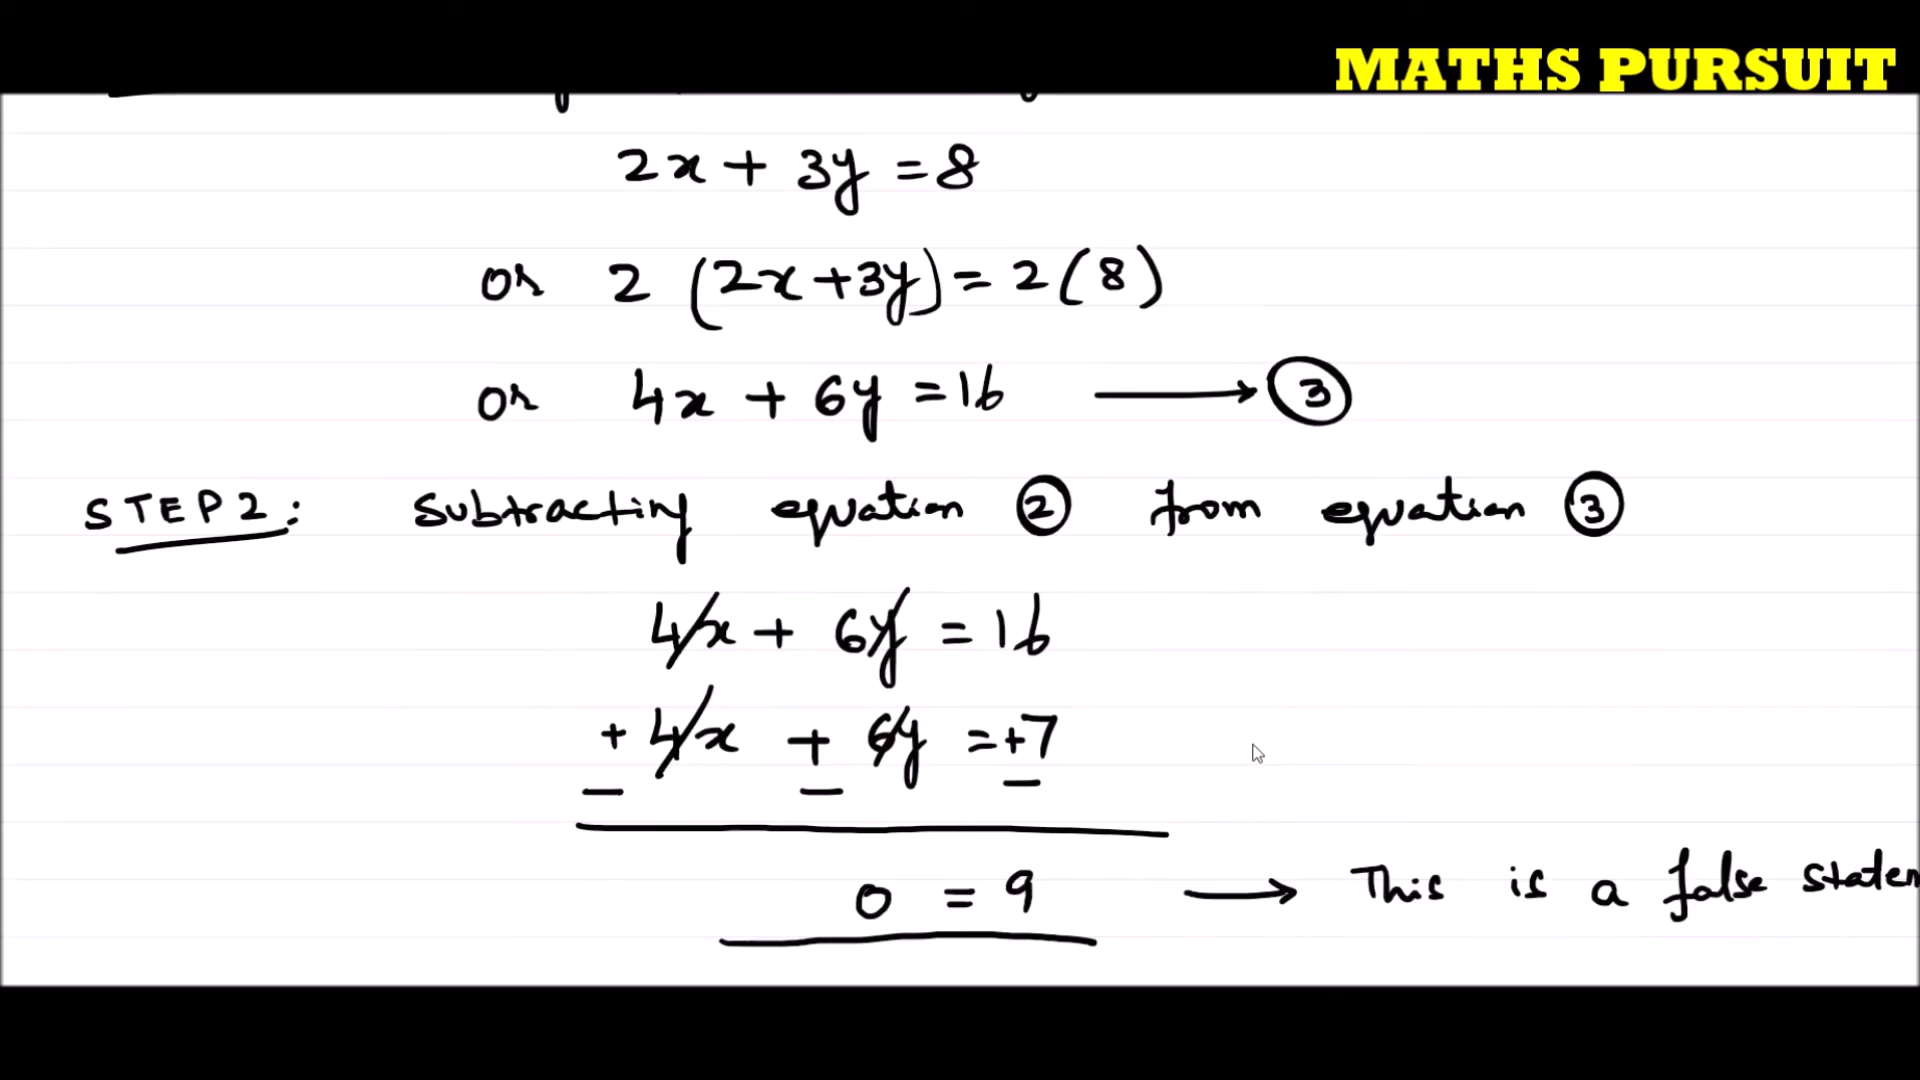 MATHS PURSUIT
2x + 3y = 8
or 2 (2x+3y) = 2(8)
or 4x + 6y = 16 → ③
STEP 2: Subtracting equation ② from equation ③
4x + 6y = 16
+ 4x + 6y = +7
— — —
0 = 9 → This is a false statem